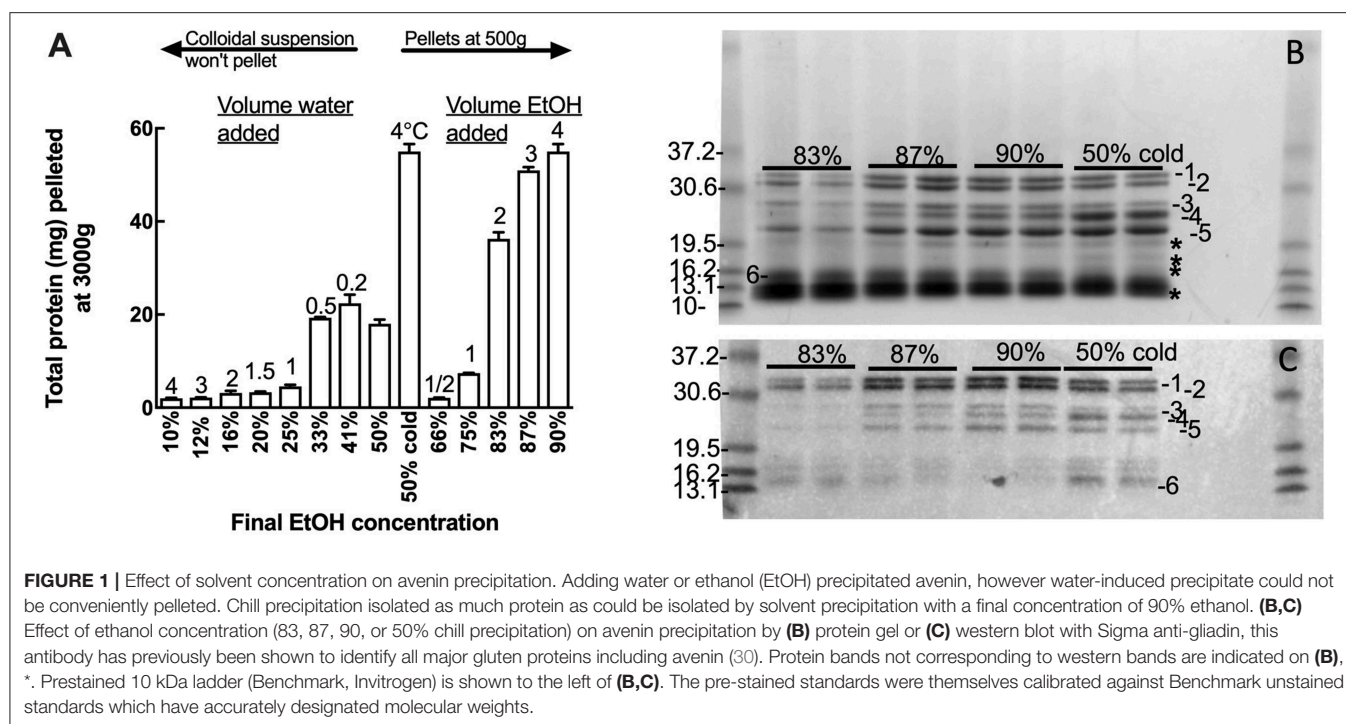 A
Colloidal suspension
won't pellet
Pellets at 500g
Volume water
added
Volume EtOH
added
Total protein (mg) pelleted
at 3000g
60
40
20
0
4
3
2
1.5
1
0.5
0.2
4°C
1/2
1
2
3
4
10%
12%
16%
20%
25%
33%
41%
50%
50% cold
66%
75%
83%
87%
90%
Final EtOH concentration
B
37.2-
30.6-
19.5-
16.2-
13.1-
10-
6-
83%
87%
90%
50% cold
-1
-2
-3
-4
-5
*
*
*
*
C
37.2-
30.6-
19.5-
16.2-
13.1-
83%
87%
90%
50% cold
-1
-2
-3
-4
-5
-6
FIGURE 1 | Effect of solvent concentration on avenin precipitation. Adding water or ethanol (EtOH) precipitated avenin, however water-induced precipitate could not
be conveniently pelleted. Chill precipitation isolated as much protein as could be isolated by solvent precipitation with a final concentration of 90% ethanol. (B,C)
Effect of ethanol concentration (83, 87, 90, or 50% chill precipitation) on avenin precipitation by (B) protein gel or (C) western blot with Sigma anti-gliadin, this
antibody has previously been shown to identify all major gluten proteins including avenin (30). Protein bands not corresponding to western bands are indicated on (B),
*. Prestained 10 kDa ladder (Benchmark, Invitrogen) is shown to the left of (B,C). The pre-stained standards were themselves calibrated against Benchmark unstained
standards which have accurately designated molecular weights.